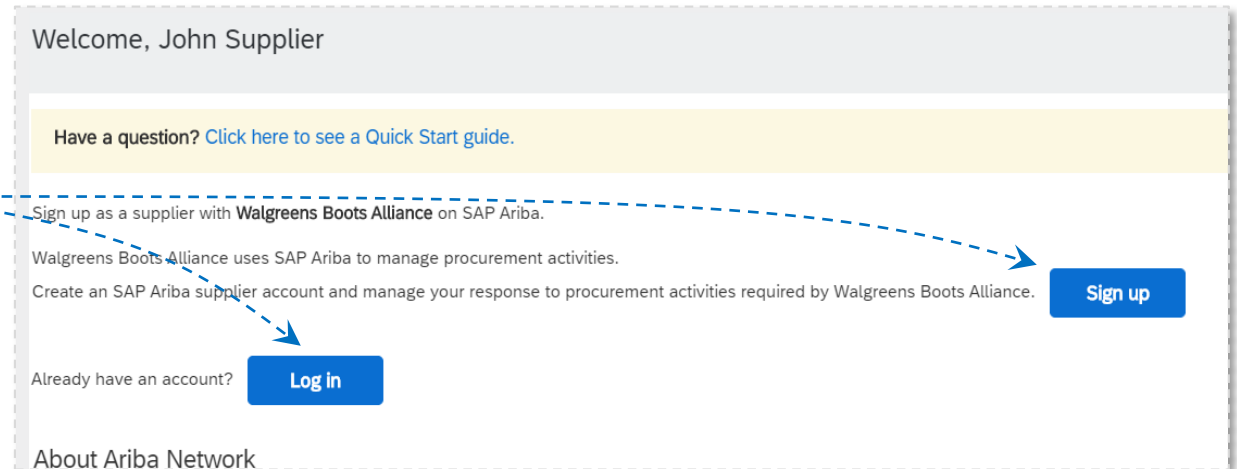 Welcome, John Supplier
Have a question? Click here to see a Quick Start guide.
Sign up as a supplier with Walgreens Boots Alliance on SAP Ariba.
Walgreens Boots Alliance uses SAP Ariba to manage procurement activities.
Create an SAP Ariba supplier account and manage your response to procurement activities required by Walgreens Boots Alliance. Sign up
Already have an account? Log in
About Ariba Network